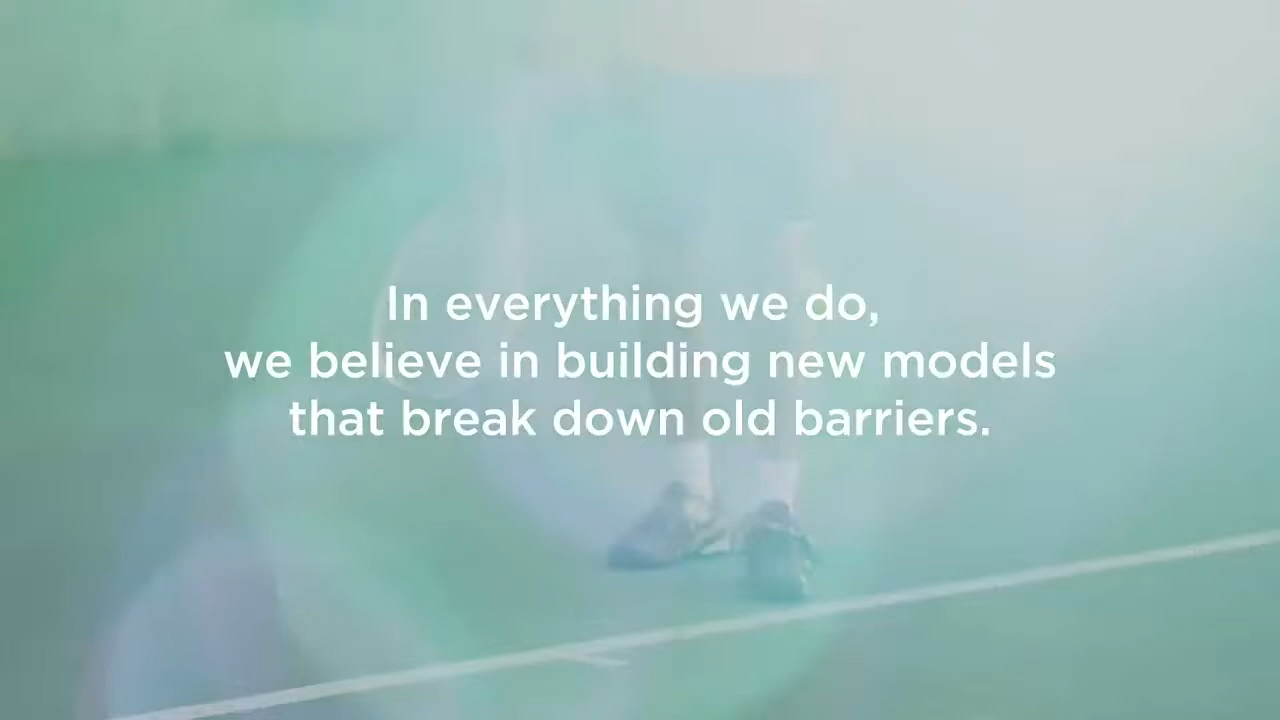 In everything we do,
we believe in building new models
that break down old barriers.